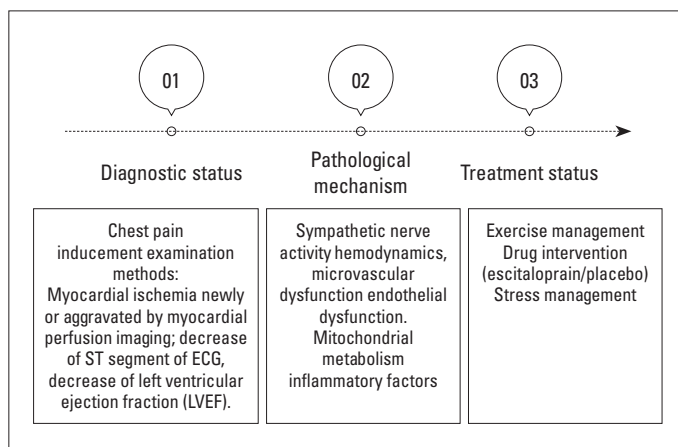 01
02
03
Diagnostic status
Pathological
mechanism
Treatment status
Chest pain
inducement examination
methods:
Myocardial ischemia newly
or aggravated by myocardial
perfusion imaging; decrease
of ST segment of ECG,
decrease of left ventricular
ejection fraction (LVEF).
Sympathetic nerve
activity hemodynamics,
microvascular
dysfunction endothelial
dysfunction.
Mitochondrial
metabolism
inflammatory factors
Exercise management
Drug intervention
(escitaloprain/placebo)
Stress management